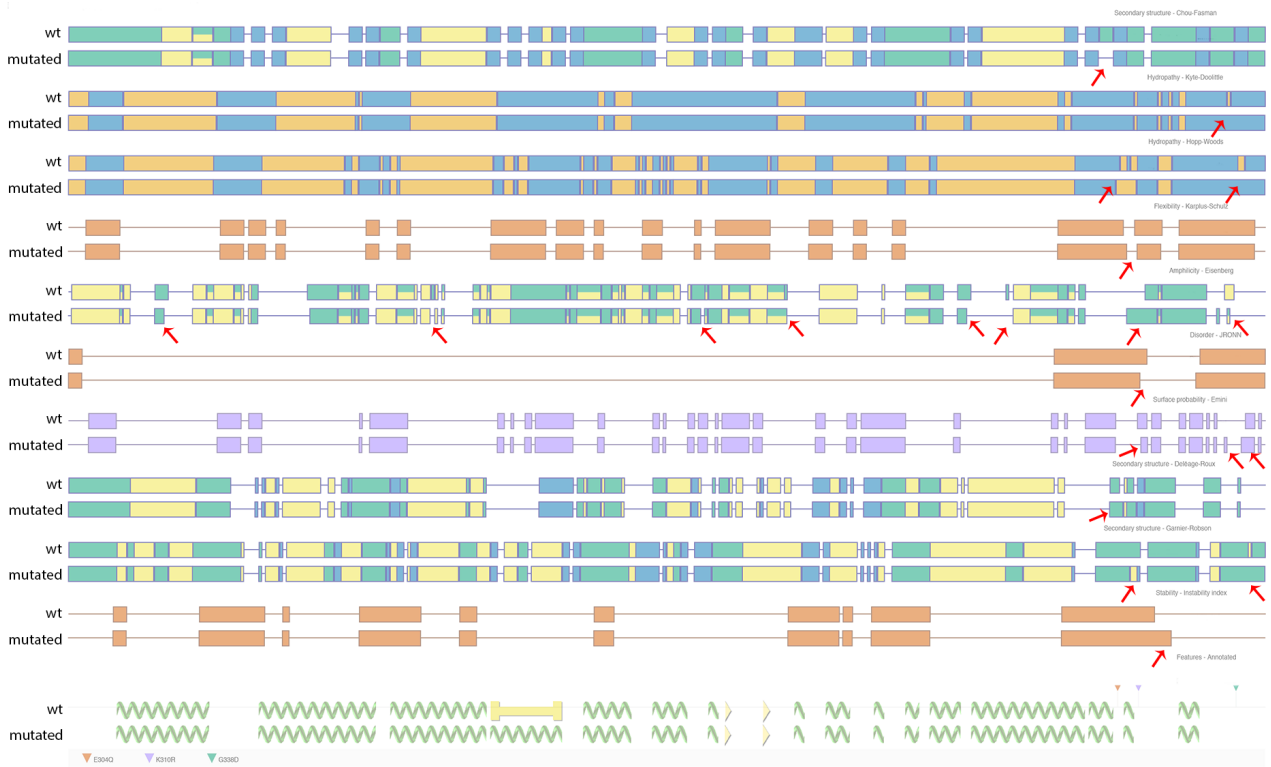 Secondary structure - Chou-Fasman
wt
mutated
Hydropathy - Kyte-Doolittle
wt
mutated
Hydropathy - Hopp-Woods
wt
mutated
Flexibility - Karplus-Schulz
wt
mutated
Amphilicity - Eisenberg
wt
mutated
Disorder - JRONN
wt
mutated
Surface probability - Emini
wt
mutated
Secondary structure - Deléage-Roux
wt
mutated
Secondary structure - Garnier-Robson
wt
mutated
Stability - Instability index
wt
mutated
Features - Annotated
wt
mutated
E304Q K310R G338D